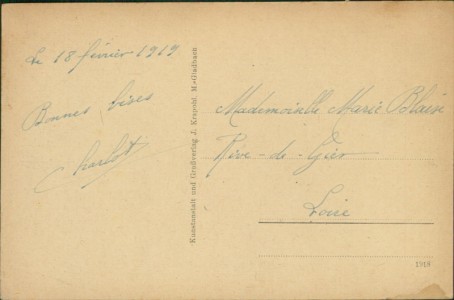 Le 18 février 1919
Bonnes bises
Charlot
Kunstanstalt und Großverlag J. Krapohl, M.-Gladbach
Mademoiselle Marie Blaise
Rive-de-Gier
Loire
1918